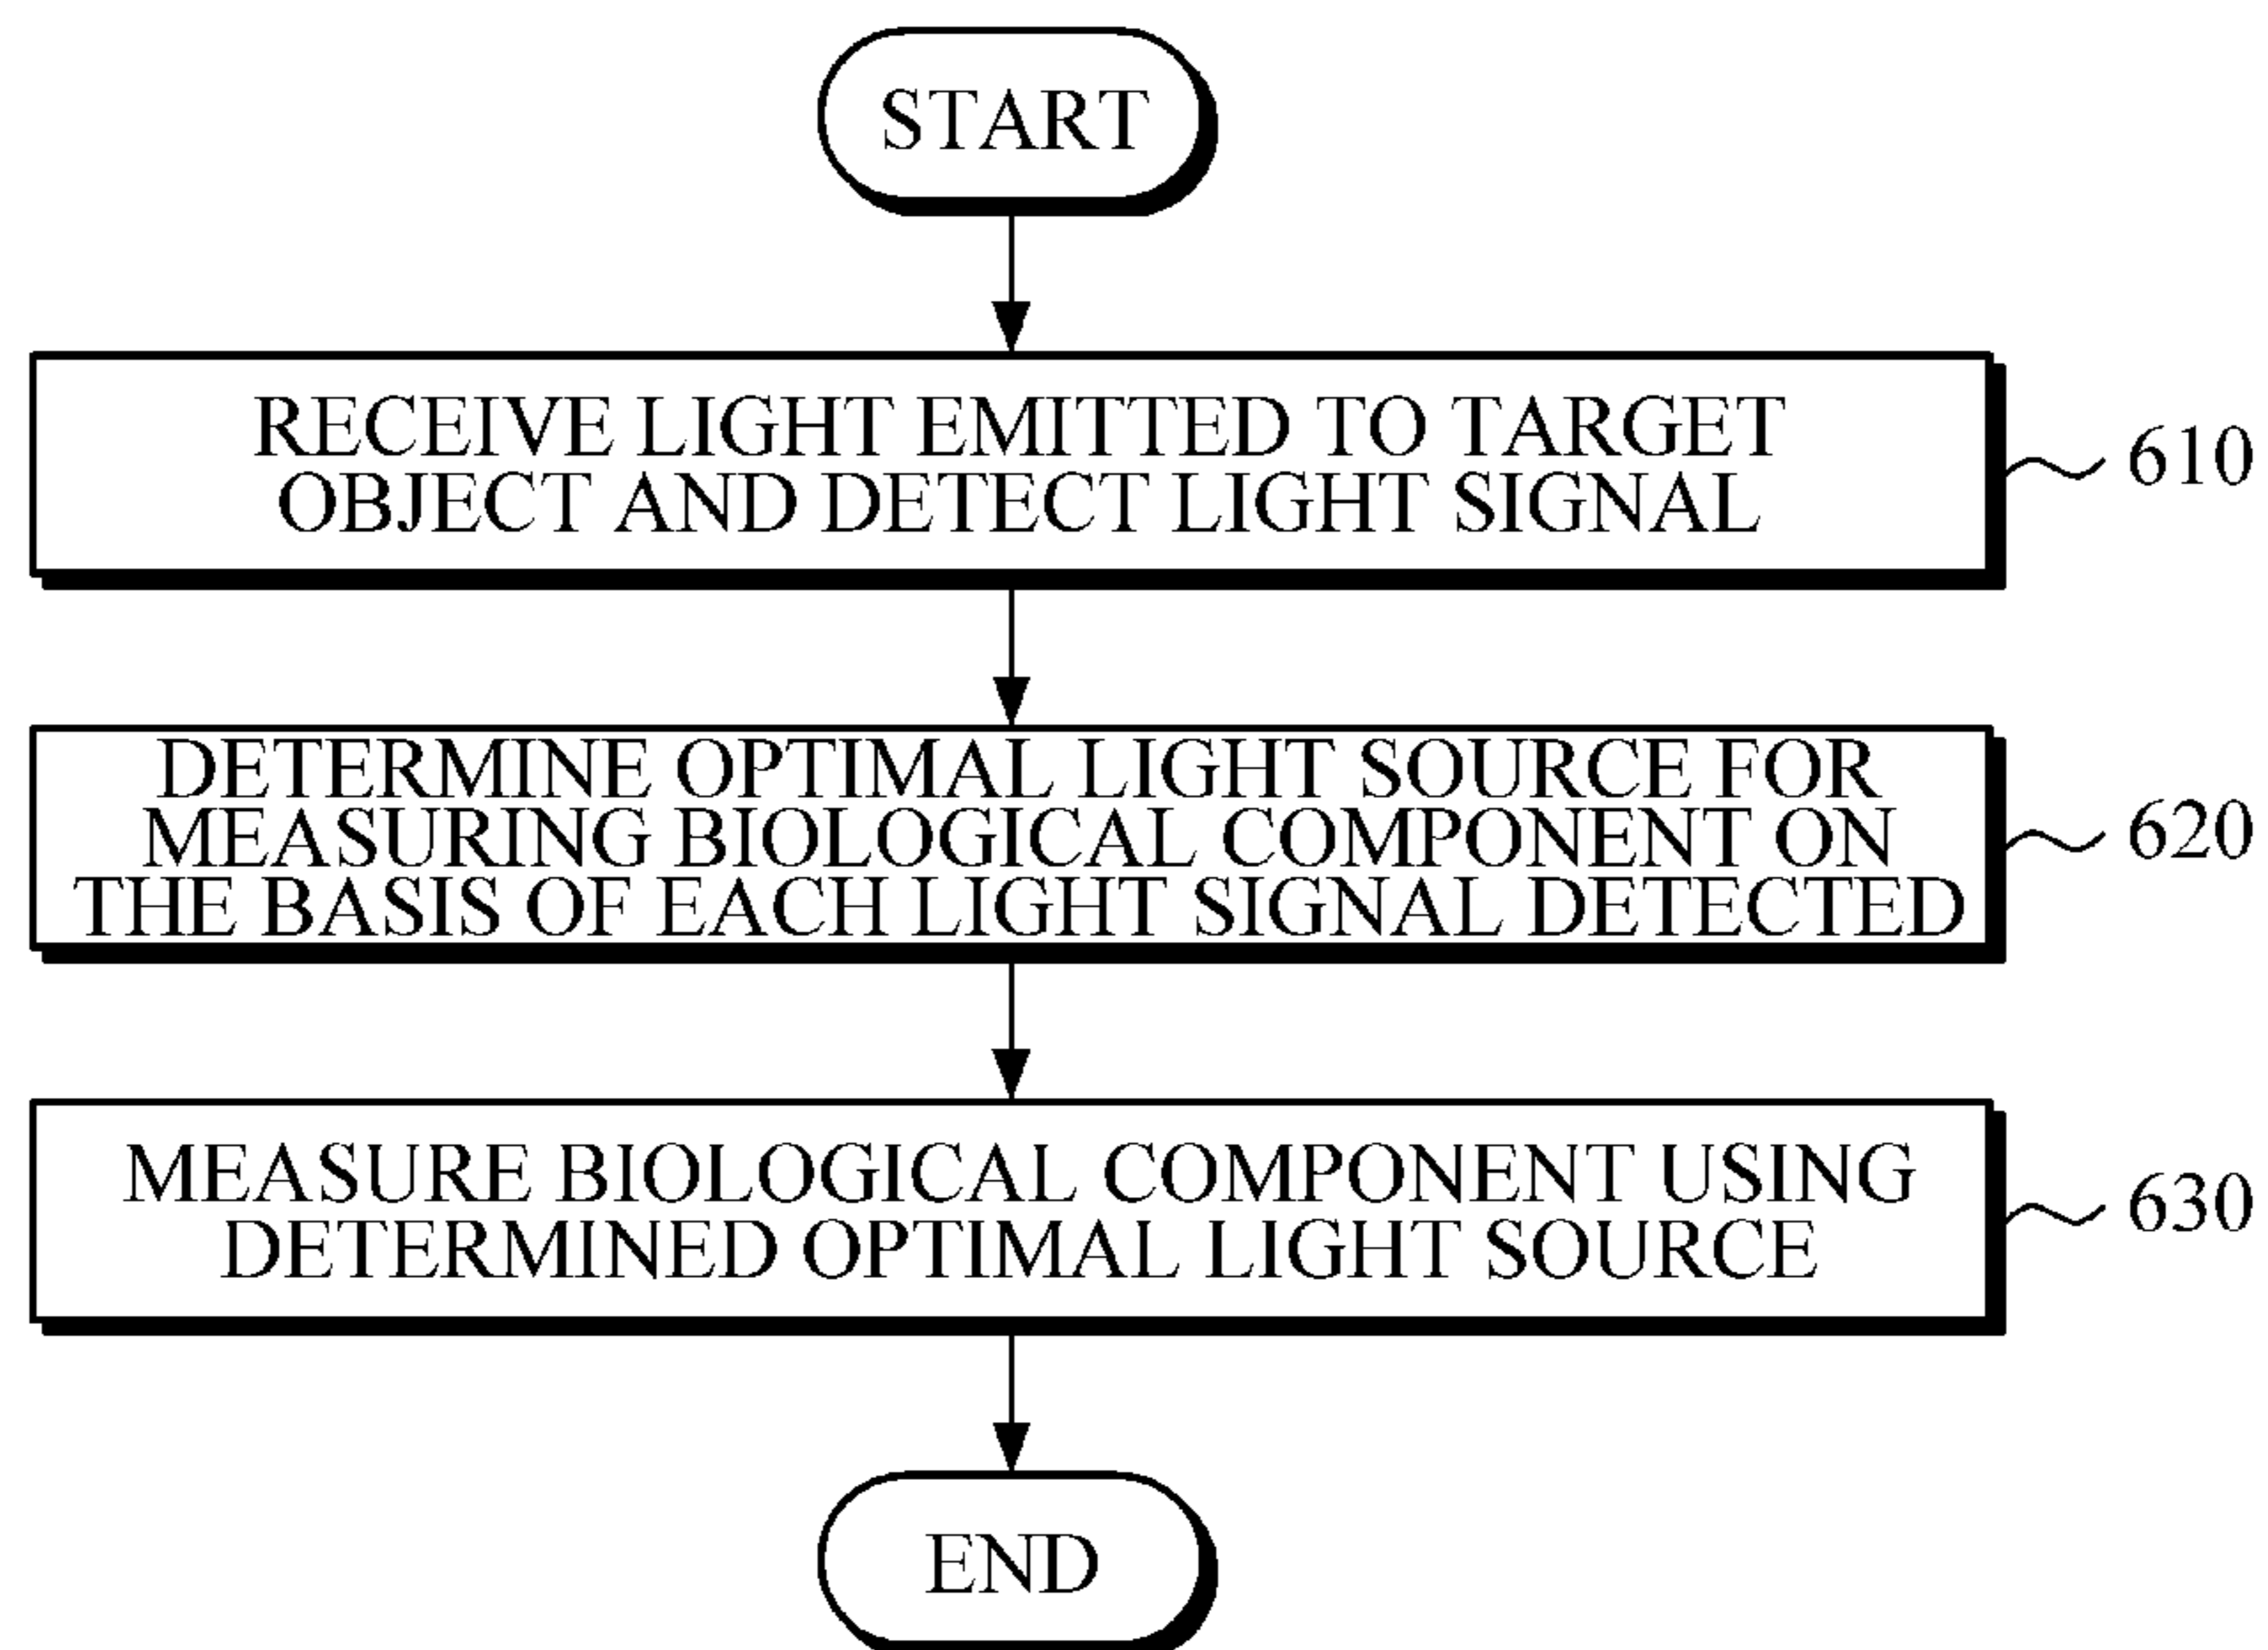 START
RECEIVE LIGHT EMITTED TO TARGET
OBJECT AND DETECT LIGHT SIGNAL
610
DETERMINE OPTIMAL LIGHT SOURCE FOR
MEASURING BIOLOGICAL COMPONENT ON
THE BASIS OF EACH LIGHT SIGNAL DETECTED
620
MEASURE BIOLOGICAL COMPONENT USING
DETERMINED OPTIMAL LIGHT SOURCE
630
END